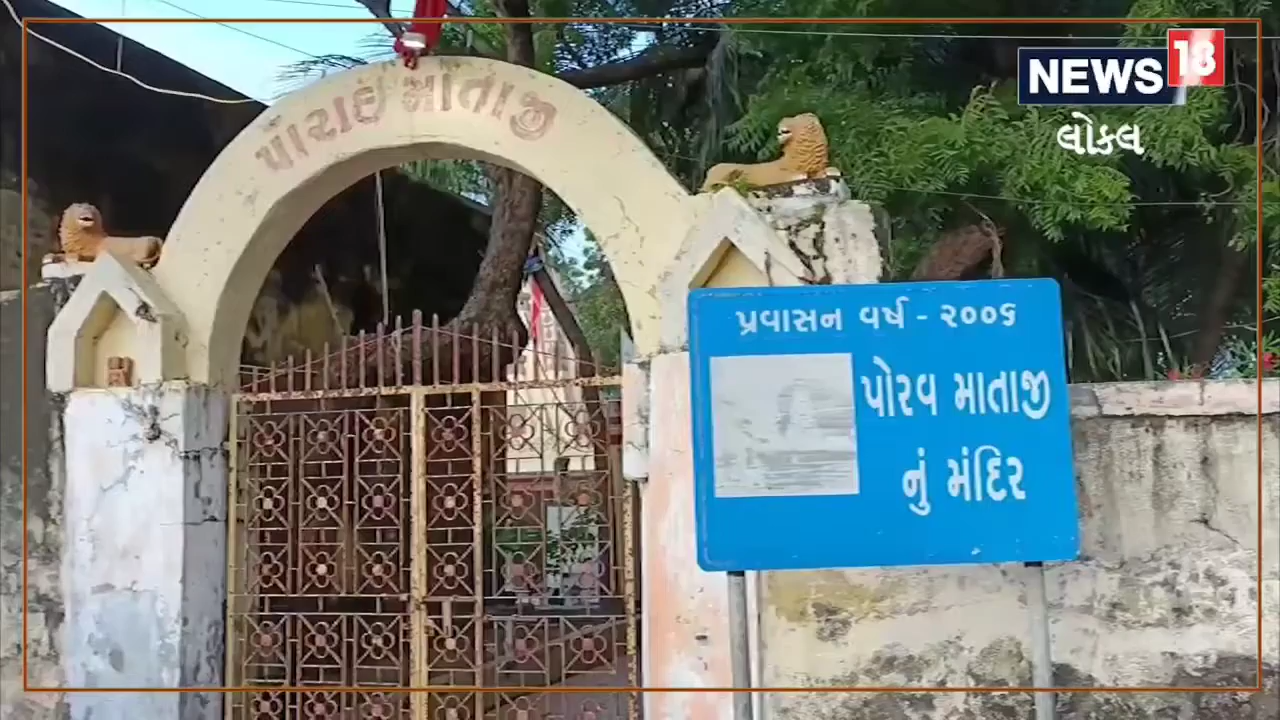 પોરાઈ માતાજી
NEWS18
લોકલ
પ્રવાસન વર્ષ - ૨૦૦૬
પોરવ માતાજી
નું મંદિર